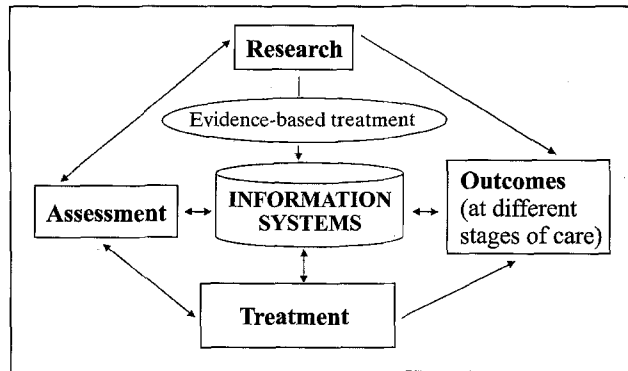 Research
Evidence-based treatment
Assessment
INFORMATION
SYSTEMS
Outcomes
(at different
stages of care)
Treatment